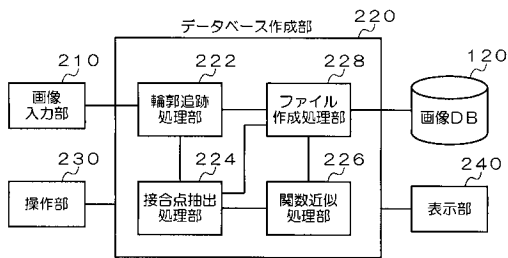 データベース作成部
220
210
画像
入力部
222
輪郭追跡
処理部
228
ファイル
作成処理部
120
画像DB
230
操作部
224
接合点抽出
処理部
226
関数近似
処理部
240
表示部